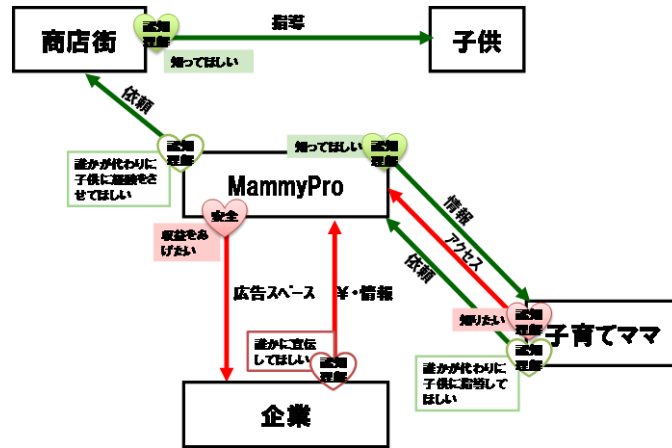 商店街
認知
理解
指導
子供
知ってほしい
依頼
認知
理解
知ってほしい
認知
理解
誰かが代わりに
子供に経験をさ
せてほしい
MammyPro
安全
収益をあ
げたい
情報
アクセス
依頼
広告スペース
¥・情報
知りたい
認知
理解
子育てママ
誰かに宣伝
してほしい
認知
理解
誰かが代わりに
子供に指導して
ほしい
認知
理解
企業